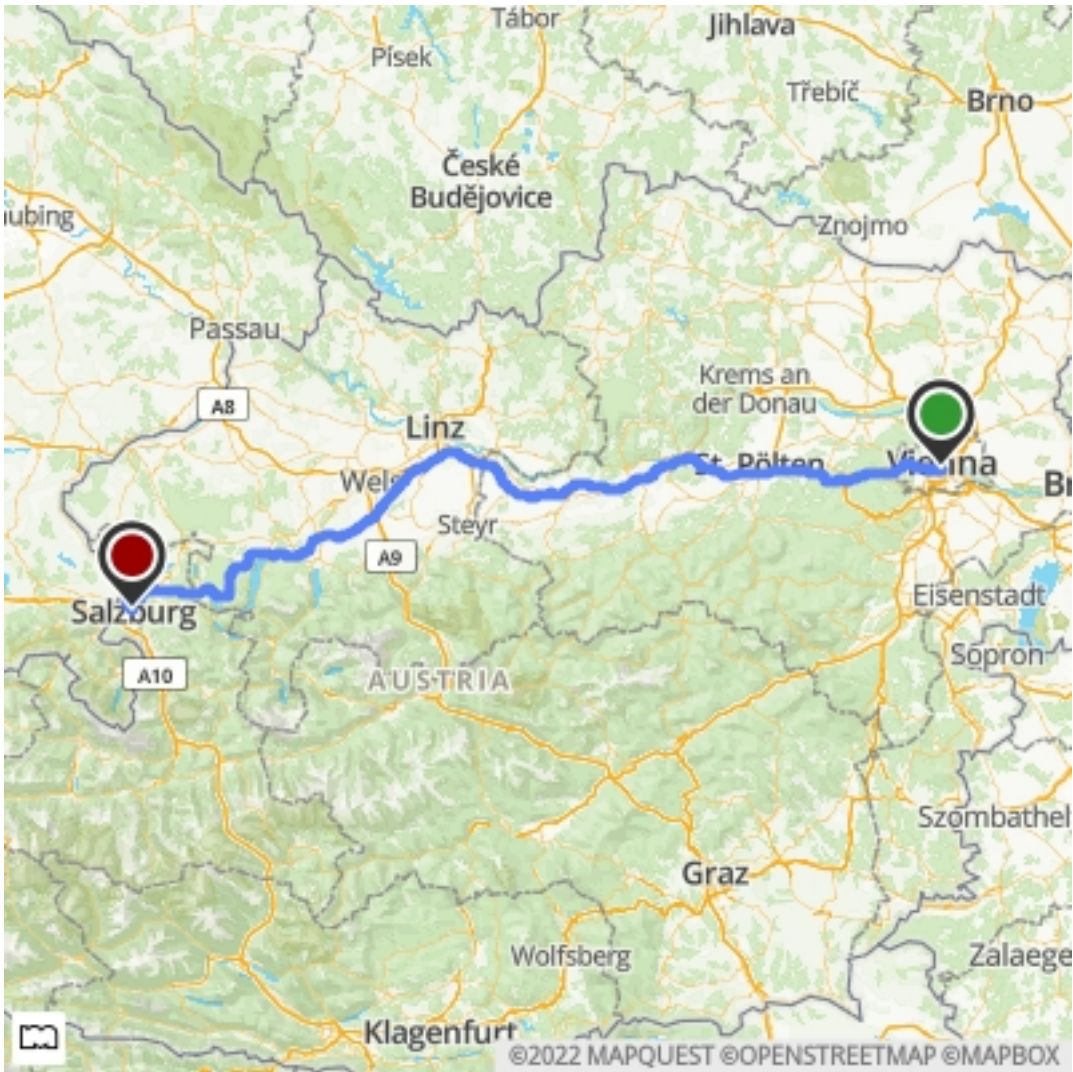 Tábor
Jihlava
Písek
Třebíč
Brno
České
Budějovice
ubing
Znojmo
Passau
Krems an
der Donau
A8
Linz
St. Pölten
Vienna
Wels
Br
Steyr
A9
Salzburg
Eisenstadt
Sopron
A10
AUSTRIA
Szombathel
Graz
Wolfsberg
Zalaege
Klagenfurt
©2022 MAPQUEST ©OPENSTREETMAP ©MAPBOX